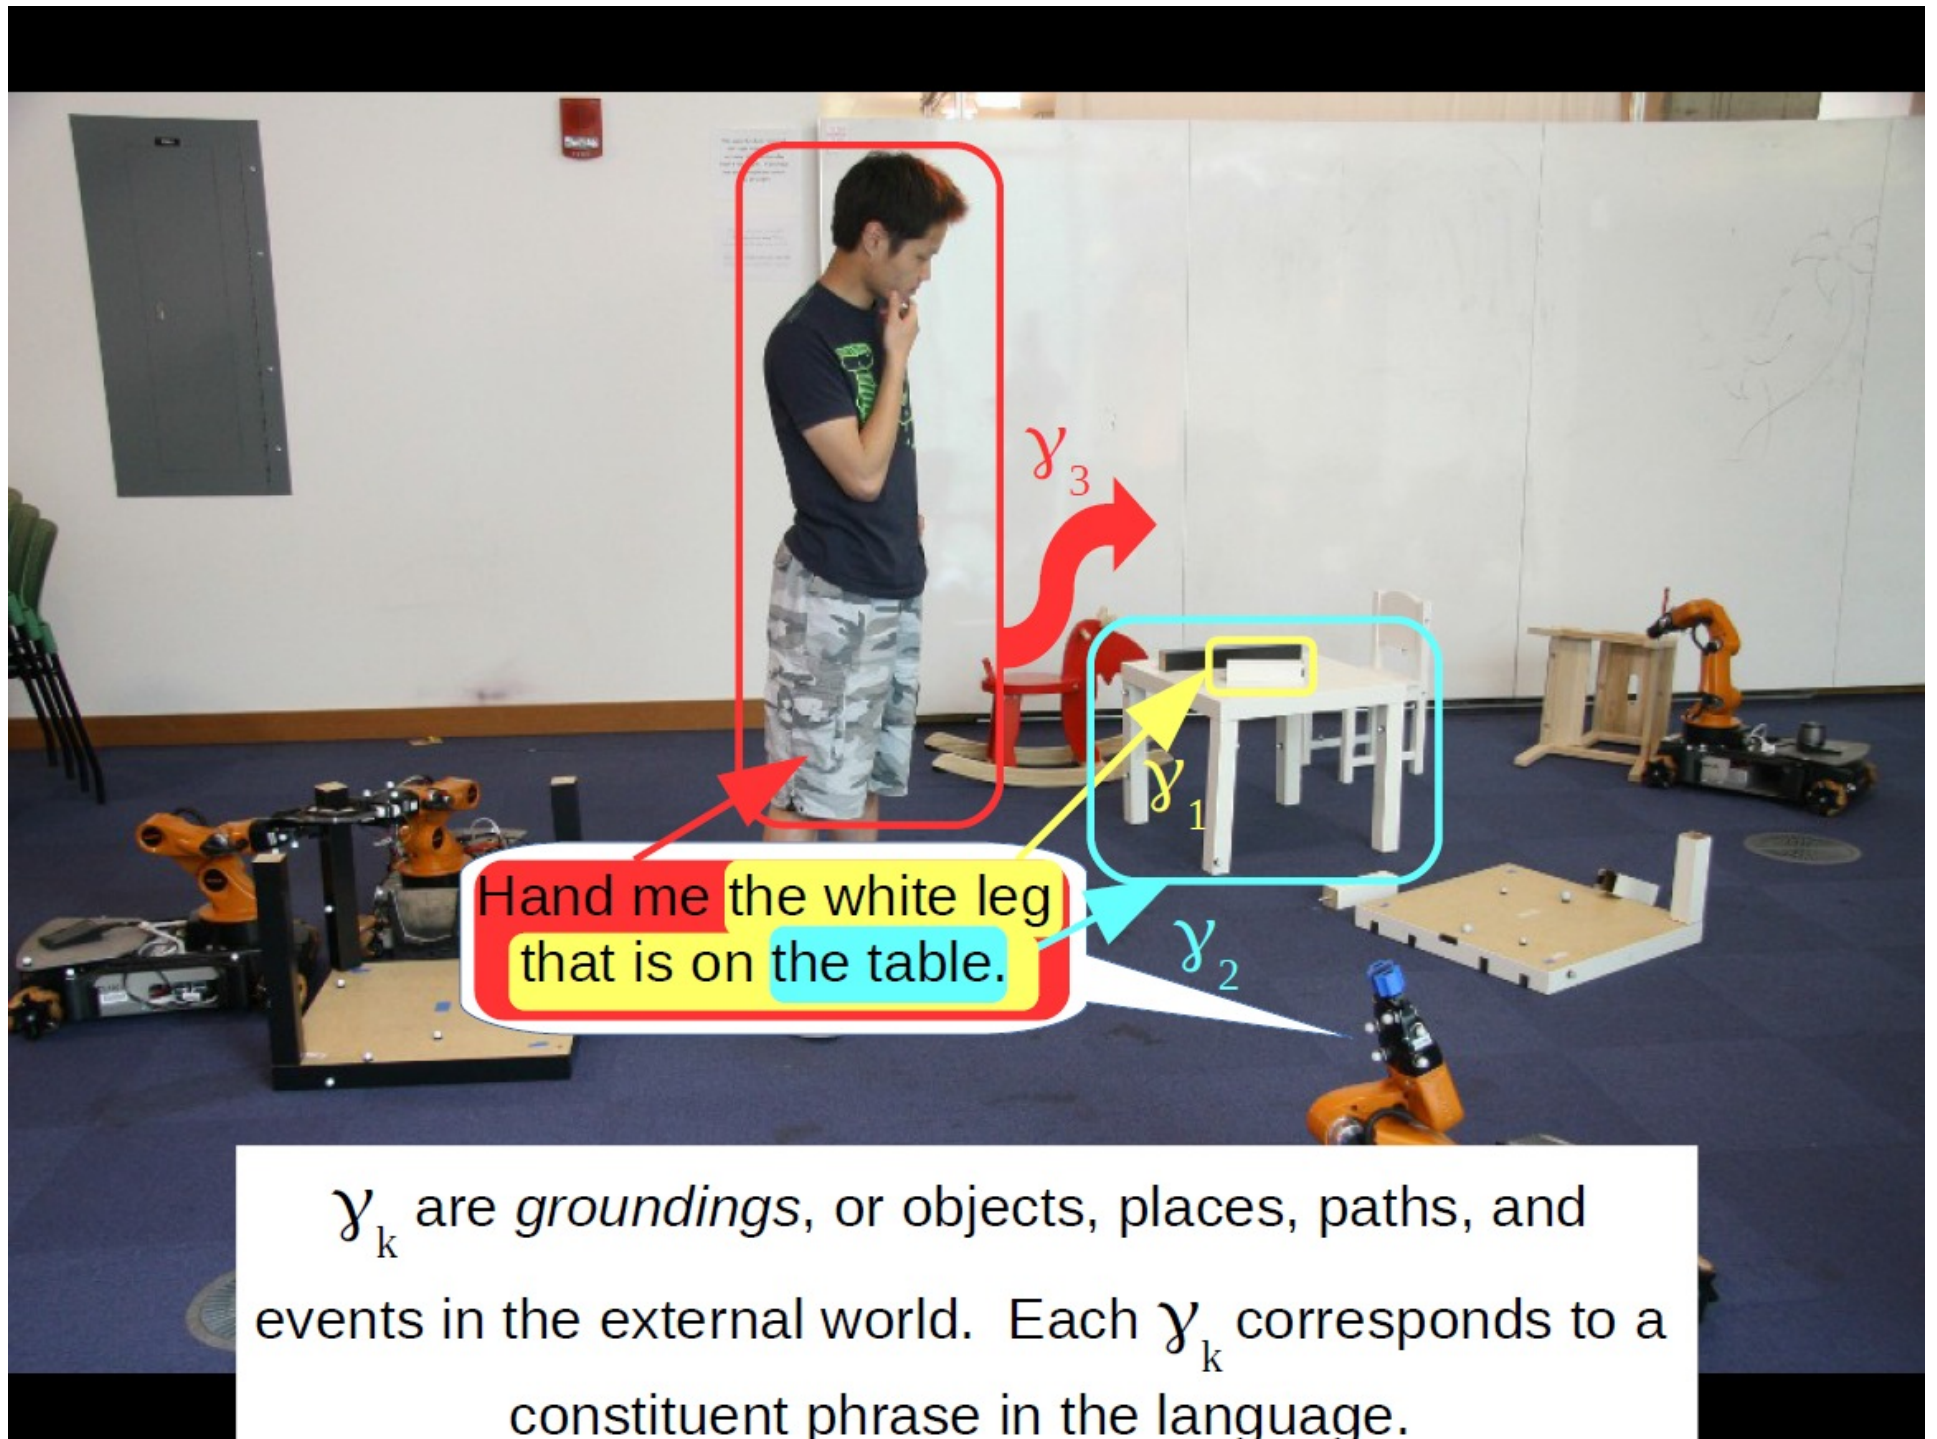 γ3
γ1
Hand me the white leg
that is on the table.
γ2
γk are groundings, or objects, places, paths, and
events in the external world. Each γk corresponds to a
constituent phrase in the language.